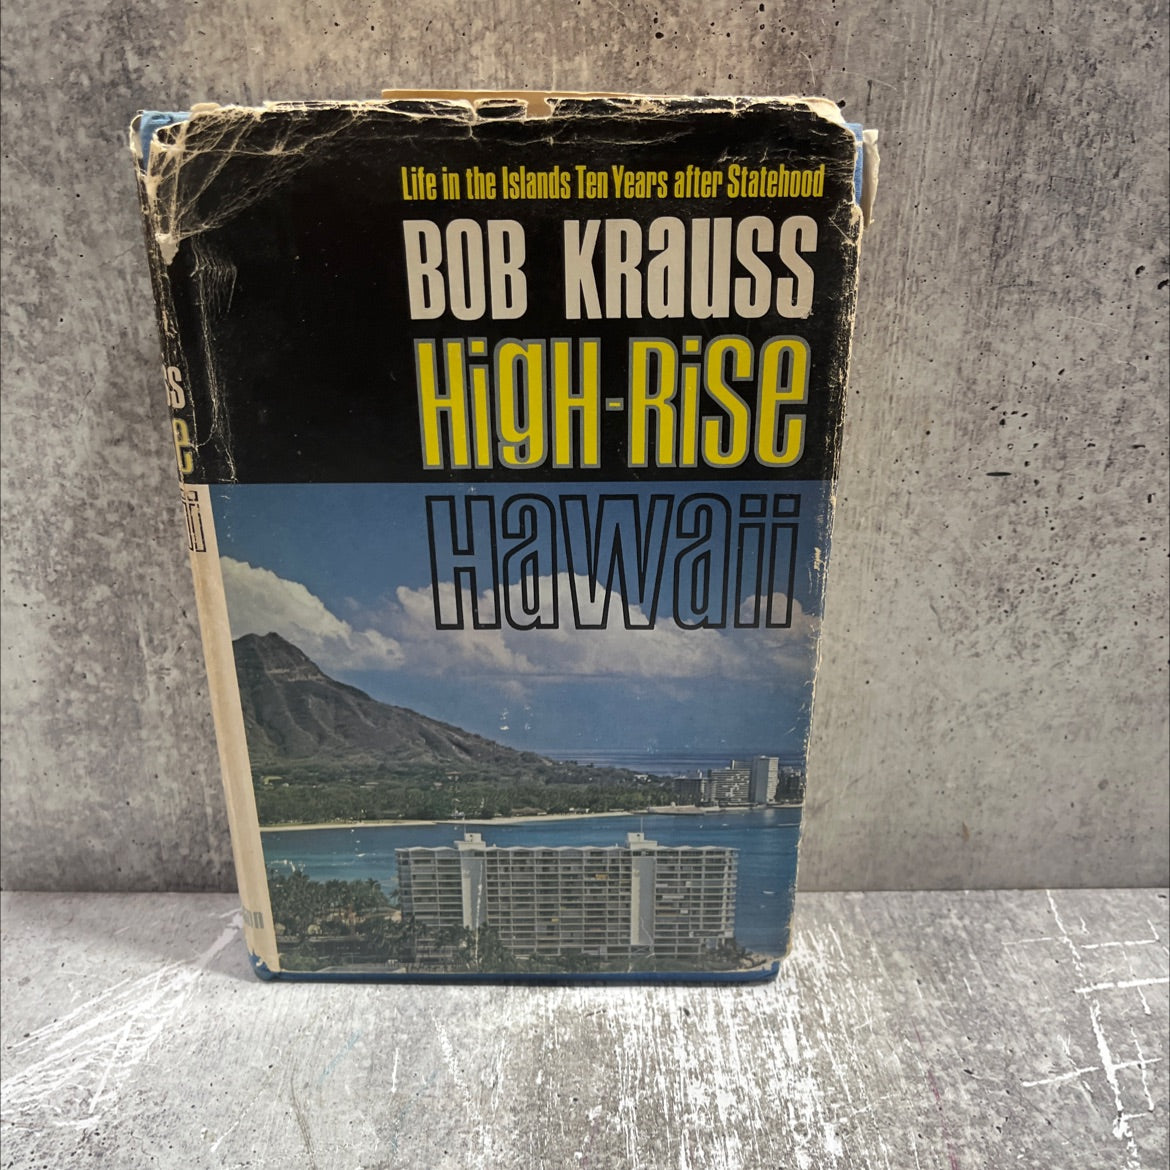 Life in the Islands Ten Years after Statehood
BOB KRauSS
HigH-RiSe
Hawaii